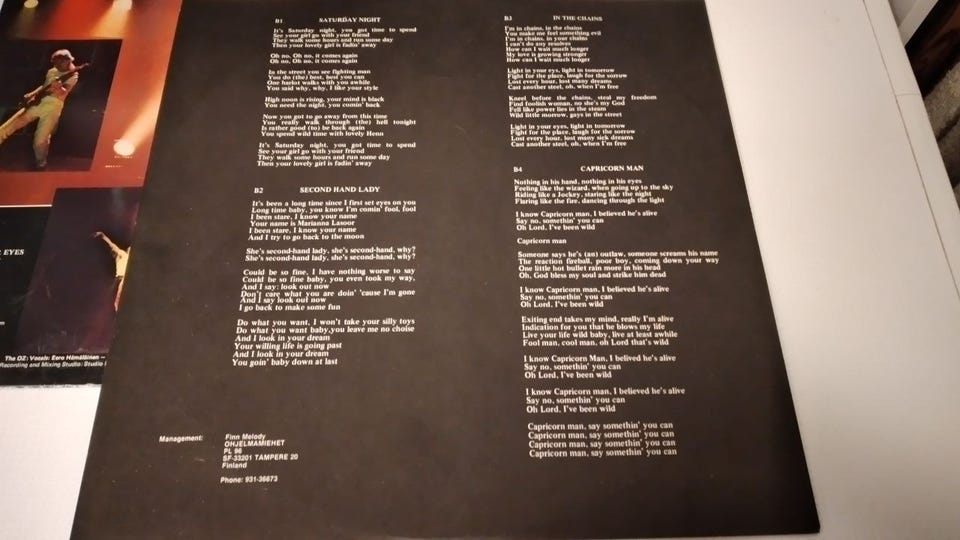 B1 SATURDAY NIGHT
It's Saturday night, you got time to spend
See your girl go with your friend
They walk some hours and run some day
Then your lovely girl is fadin' away
Oh no, Oh no, it comes again
Oh no, Oh no, it comes again
In the street you see fighting man
You do (the) best, best you can
One harlot walks with you awhile
You said why, why, I like your style
High noon is rising, your mind is black
You need the night, you comin' back
Now you got to go away from this time
You really walk through (the) hell tonight
Is rather good (to) be back again
You spend wild time with lovely Henn
It's Saturday night, you got time to spend
See your girl go with your friend
They walk some hours and run some day
Then your lovely girl is fadin' away
B2 SECOND HAND LADY
It's been a long time since I first set eyes on you
Long time baby, you know I'm comin' fool, fool
I been stare, I know your name
Your name is Marianna Lasoor
I been stare, I know your name
And I try to go back to the moon
She's second-hand lady, she's second-hand, why?
She's second-hand lady, she's second-hand, why?
Could be so fine, I have nothing worse to say
Could be so fine baby, you even took my way,
And I say: look out now
Don't care what you are doin' 'cause I'm gone
And I say look out now
I go back to make some fun
Do what you want, I won't take your silly toys
Do what you want baby,you leave me no choise
And I look in your dream
Your willing life is going past
And I look in your dream
You goin' baby down at last
B3 IN THE CHAINS
I'm in chains, in the chains
You make me feel something evil
I'm in chains, in your chains
I can't do any resolves
How can I wait much longer
My love is growing stronger
How can I wait much longer
Light in your eyes, light in tomorrow
Fight for the place, laugh for the sorrow
Lost every hour, lost many dreams
Cast another steel, oh, when I'm free
Kneel before the chains, steal my freedom
Find foolish woman, no she's my God
Fell like power lies in the steam
Wild little morrow, gays in the street
Light in your eyes, light in tomorrow
Fight for the place, laugh for the sorrow
Lost every hour, lost many sick dreams
Cast another steel, oh, when I'm free
B4 CAPRICORN MAN
Nothing in his hand, nothing in his eyes
Feeling like the wizard, when going up to the sky
Riding like a Jockey, staring like the night
Flaring like the fire, dancing through the light
I know Capricorn man, I believed he's alive
Say no, somethin' you can
Oh Lord, I've been wild
Capricorn man
Someone says he's (an) outlaw, someone screams his name
The reaction fireball, poor boy, coming down your way
One little hot bullet rain more in his head
Oh, God bless my soul and strike him dead
I know Capricorn man, I believed he's alive
Say no, somethin' you can
Oh Lord, I've been wild
Exiting end takes my mind, really I'm alive
Indication for you that he blows my life
Live your life wild baby, live at least awhile
Fool man, cool man, oh Lord that's wild
I know Capricorn Man, I belived he's alive
Say no, somethin' you can
Oh Lord, I've been wild
I know Capricorn man, I believed he's alive
Say no, somethin' you can
Oh Lord, I've been wild
Capricorn man, say somethin' you can
Capricorn man, say somethin' you can
Capricorn man, say somethin' you can
Capricorn man, say somethin' you can
Management: Finn Melody
OHJELMAMIEHET
PL 96
SF-33201 TAMPERE 20
Finland
Phone: 931-36673
EYES
The OZ: Vocals: Eero Hämäläinen –
Recording and Mixing Studio: Studio